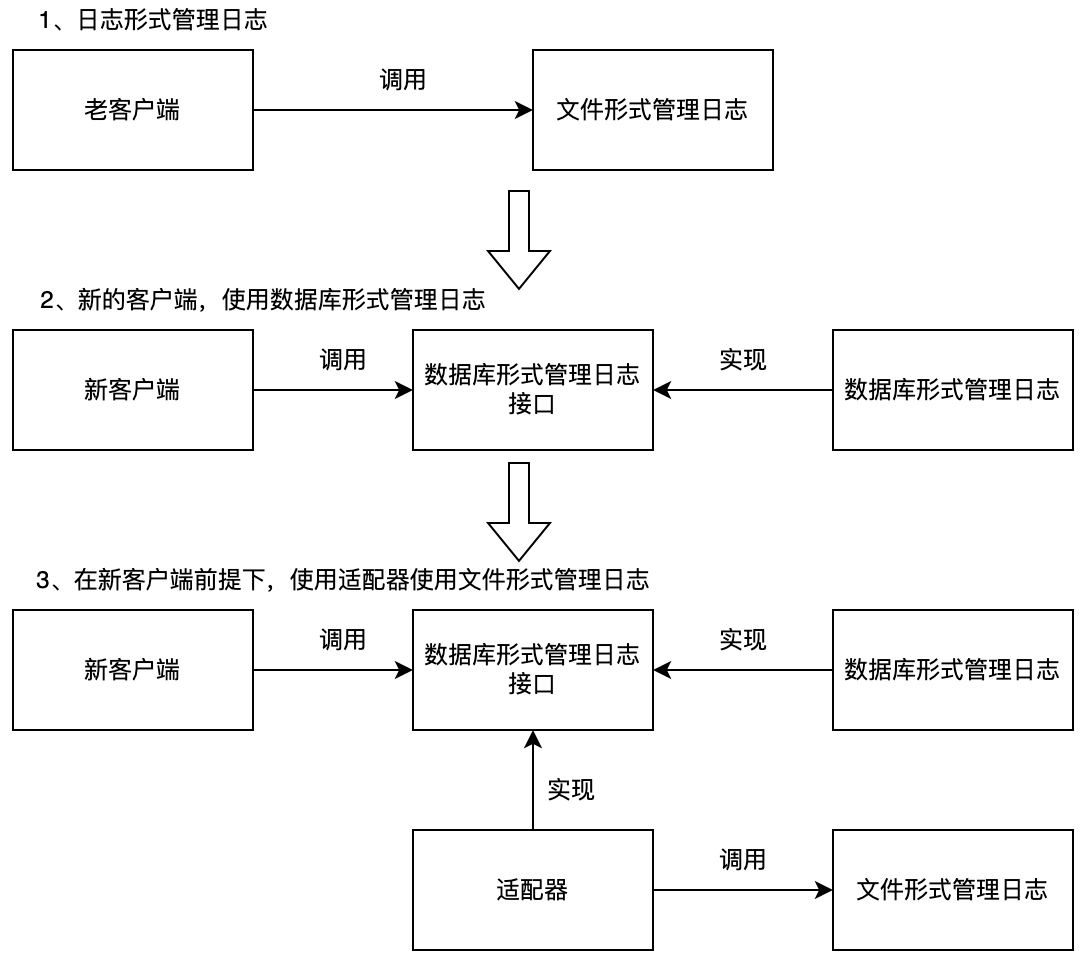 1、日志形式管理日志
老客户端
调用
文件形式管理日志
2、新的客户端，使用数据库形式管理日志
新客户端
调用
数据库形式管理日志
接口
实现
数据库形式管理日志
3、在新客户端前提下，使用适配器使用文件形式管理日志
新客户端
调用
数据库形式管理日志
接口
实现
数据库形式管理日志
实现
适配器
调用
文件形式管理日志